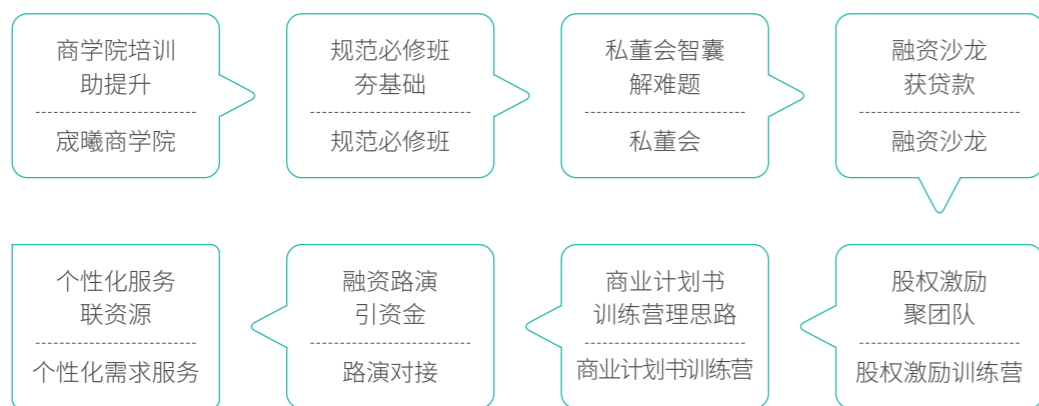 商学院培训
助提升
宬曦商学院
规范必修班
夯基础
规范必修班
私董会智囊
解难题
私董会
融资沙龙
获贷款
融资沙龙
股权激励
聚团队
股权激励训练营
商业计划书
训练营理思路
商业计划书训练营
融资路演
引资金
路演对接
个性化服务
联资源
个性化需求服务